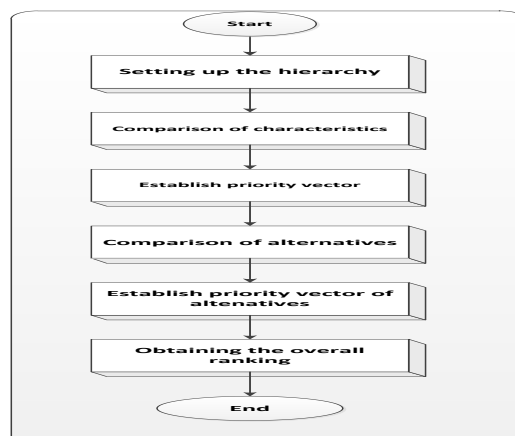 Start
Setting up the hierarchy
Comparison of characteristics
Establish priority vector
Comparison of alternatives
Establish priority vector of
altenatives
Obtaining the overall
ranking
End